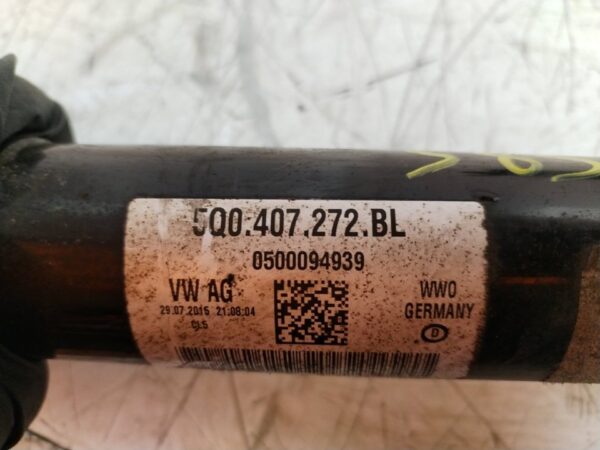 5Q0.407.272.BL
0500094939
VW AG
29.07.2015 21:08:04
WWO
GERMANY
D